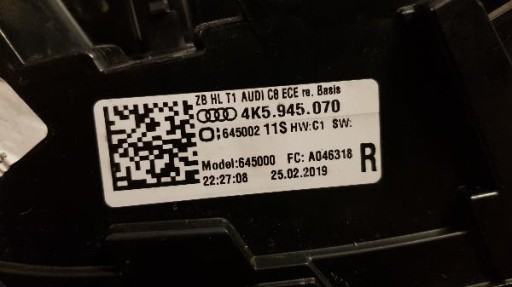 ZB HL T1 AUDI C8 ECE re. Basis
4K5.945.070
645002 11S HW:C1 SW:
Model:645000 FC: A046318 R
22:27:08 25.02.2019